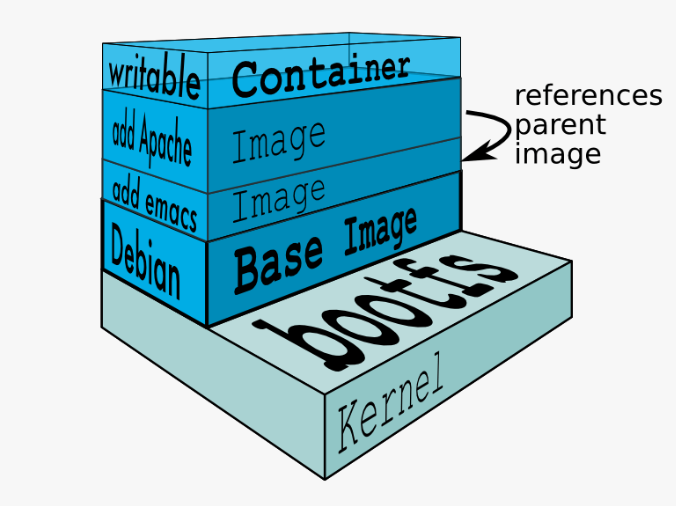 writable Container
add Apache Image
add emacs Image
Debian Base Image
bootfs
Kernel
references
parent
image